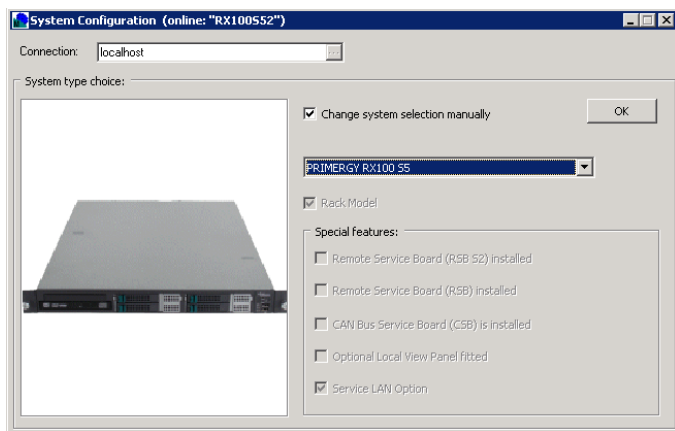 System Configuration (online: "RX100S52")
Connection: localhost ...
System type choice:
Change system selection manually
OK
PRIMERGY RX100 S5
Rack Model
Special features:
Remote Service Board (RSB S2) installed
Remote Service Board (RSB) installed
CAN Bus Service Board (CSB) is installed
Optional Local View Panel fitted
Service LAN Option